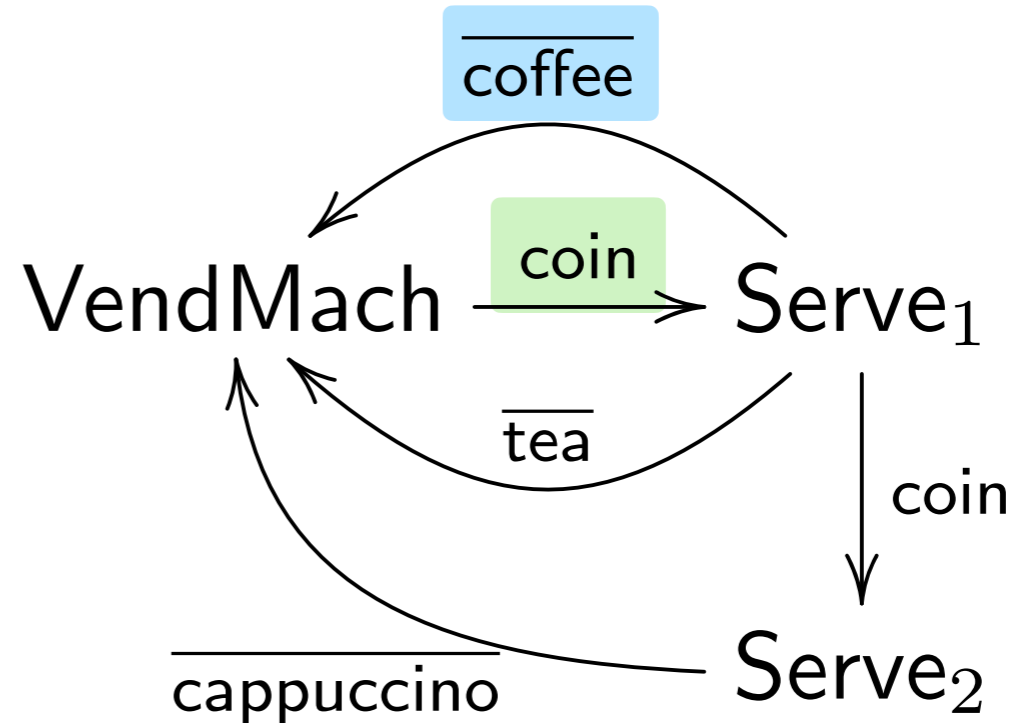 coffee
coin
VendMach
Serve₁
tea
coin
Serve₂
cappuccino